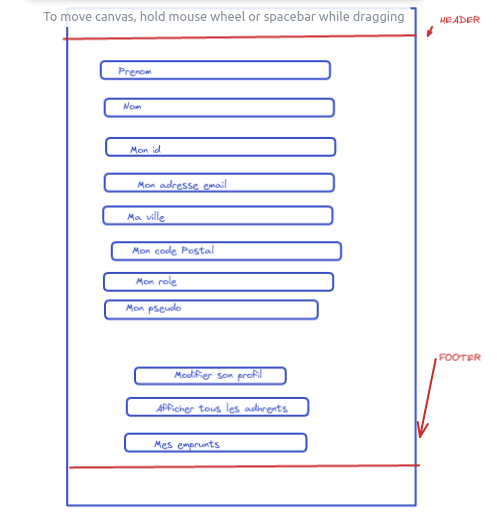 To move canvas, hold mouse wheel or spacebar while dragging
HEADER
Prenom
Nom
Mon id
Mon adresse email
Ma ville
Mon code Postal
Mon role
Mon pseudo
FOOTER
Modifier son profil
Afficher tous les adhrents
Mes emprunts